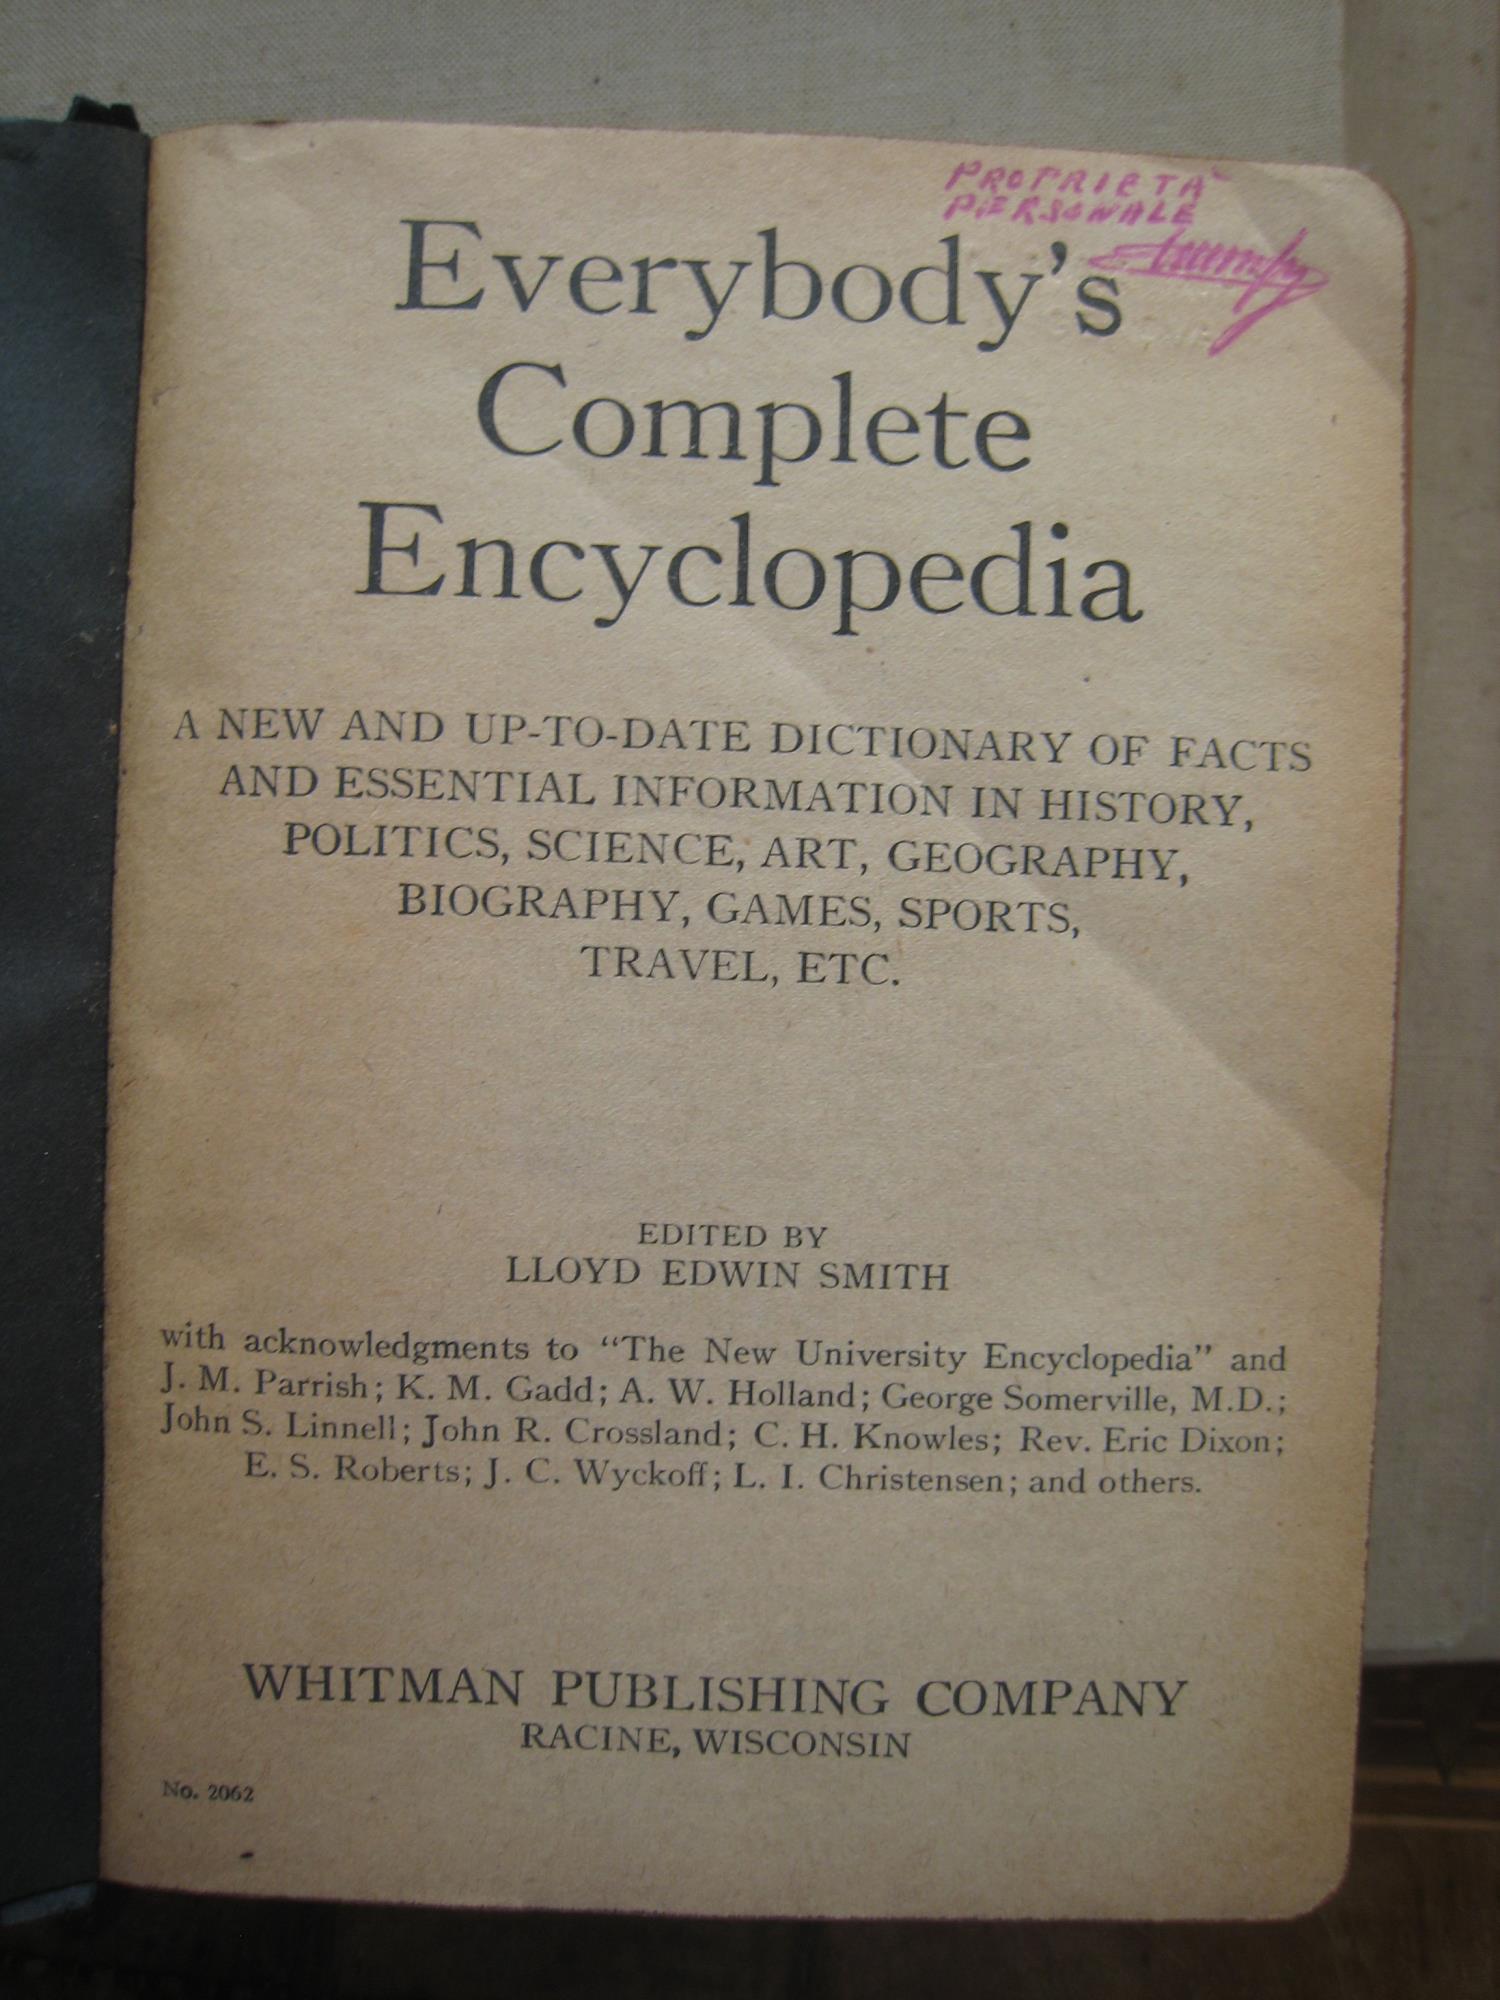 PROPRIETA'
PERSONALE
Everybody's
Complete
Encyclopedia
A NEW AND UP-TO-DATE DICTIONARY OF FACTS
AND ESSENTIAL INFORMATION IN HISTORY,
POLITICS, SCIENCE, ART, GEOGRAPHY,
BIOGRAPHY, GAMES, SPORTS,
TRAVEL, ETC.
EDITED BY
LLOYD EDWIN SMITH
with acknowledgments to "The New University Encyclopedia" and
J. M. Parrish; K. M. Gadd; A. W. Holland; George Somerville, M.D.;
John S. Linnell; John R. Crossland; C. H. Knowles; Rev. Eric Dixon;
E. S. Roberts; J. C. Wyckoff; L. I. Christensen; and others.
WHITMAN PUBLISHING COMPANY
RACINE, WISCONSIN
No. 2062